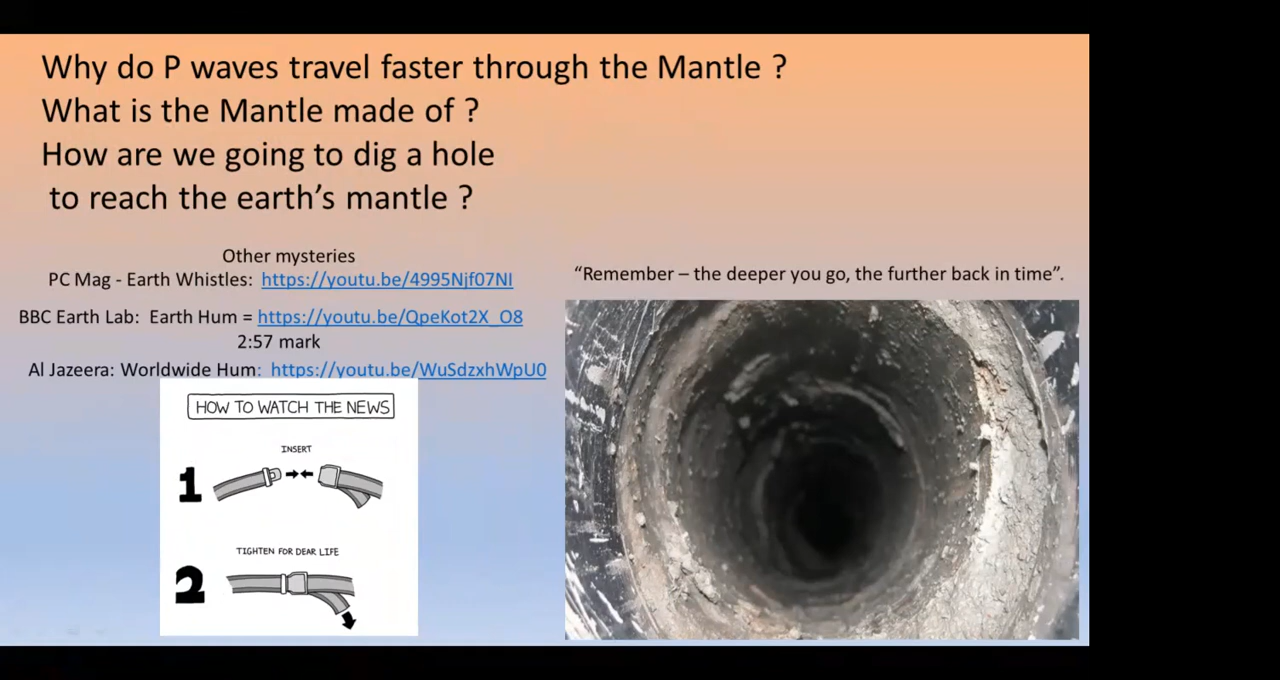 Why do P waves travel faster through the Mantle ?
What is the Mantle made of ?
How are we going to dig a hole
to reach the earth’s mantle ?
Other mysteries
PC Mag - Earth Whistles: https://youtu.be/4995Njf07NI
BBC Earth Lab: Earth Hum = https://youtu.be/QpeKot2X_O8
2:57 mark
Al Jazeera: Worldwide Hum: https://youtu.be/WuSdzxhWpU0
“Remember – the deeper you go, the further back in time”.
HOW TO WATCH THE NEWS
INSERT
1
TIGHTEN FOR DEAR LIFE
2